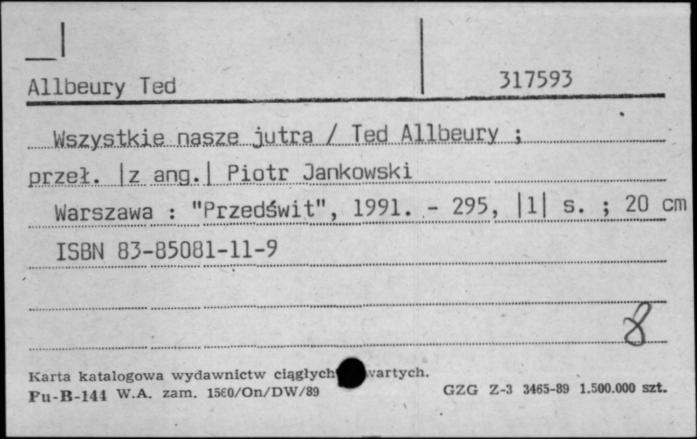 Allbeury Ted 317593
Wszystkie nasze jutra / Ted Allbeury ;
przeł. |z ang.| Piotr Jankowski
Warszawa : "Przedświt", 1991. - 295, |1| s. ; 20 cm
ISBN 83-85081-11-9
8
Karta katalogowa wydawnictw ciągłych wartych.
Pu-B-144 W.A. zam. 1560/On/DW/89 GZG Z-3 3465-89 1.500.000 szt.